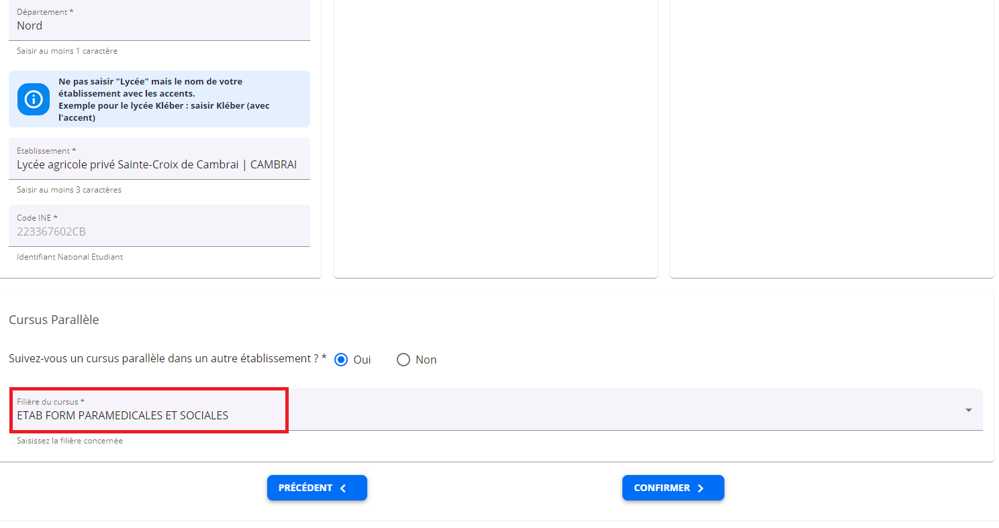 Département *
Nord
Saisir au moins 1 caractère
Ne pas saisir "Lycée" mais le nom de votre
établissement avec les accents.
Exemple pour le lycée Kléber : saisir Kléber (avec
l'accent)
Etablissement *
Lycée agricole privé Sainte-Croix de Cambrai | CAMBRAI
Saisir au moins 3 caractères
Code INE *
223367602CB
Identifiant National Etudiant
Cursus Parallèle
Suivez-vous un cursus parallèle dans un autre établissement ? * Oui Non
Filière du cursus *
ETAB FORM PARAMEDICALES ET SOCIALES
Saisissez la filière concernée
PRÉCÉDENT CONFIRMER